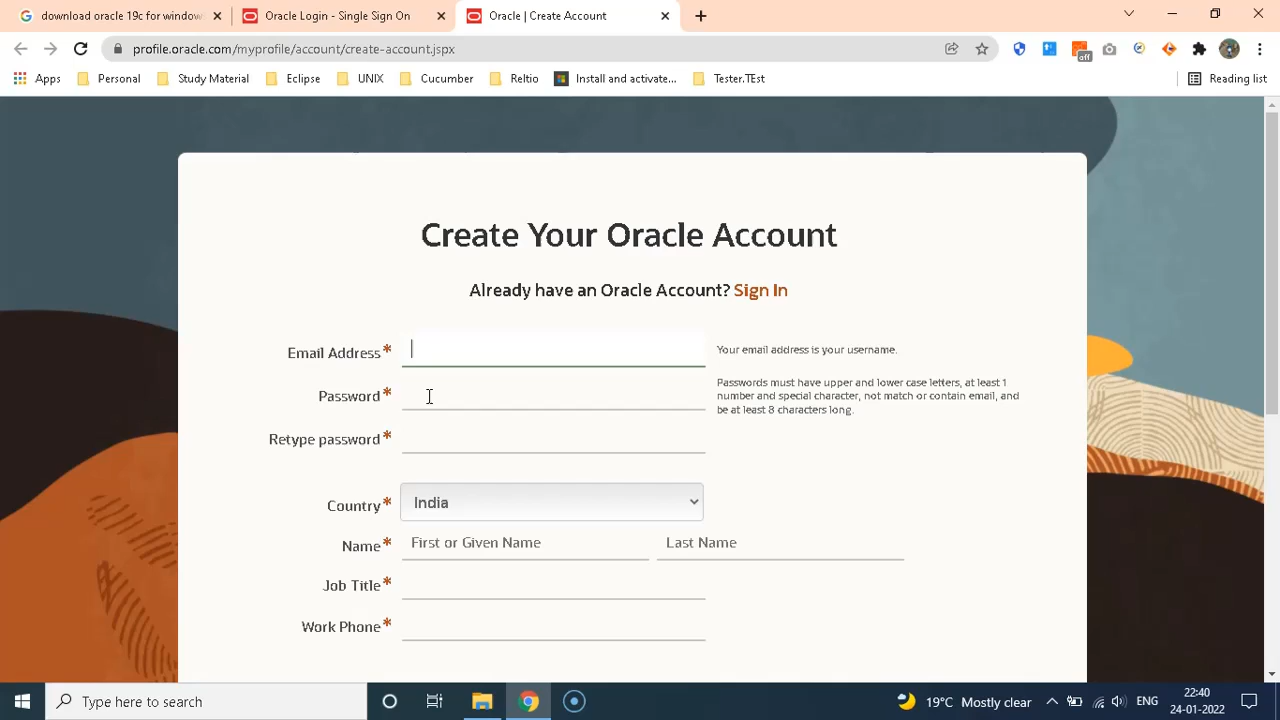 download oracle 19c for window
Oracle Login - Single Sign On
Oracle | Create Account
profile.oracle.com/myprofile/account/create-account.jspx
off
Apps
Personal
Study Material
Eclipse
UNIX
Cucumber
Reltio
Install and activate...
Tester.TEst
Reading list
Create Your Oracle Account
Already have an Oracle Account? Sign In
Email Address*
Your email address is your username.
Password*
Passwords must have upper and lower case letters, at least 1
number and special character, not match or contain email, and
be at least 8 characters long.
Retype password*
Country* India
Name* First or Given Name Last Name
Job Title*
Work Phone*
Type here to search
19°C Mostly clear
ENG
22:40
24-01-2022